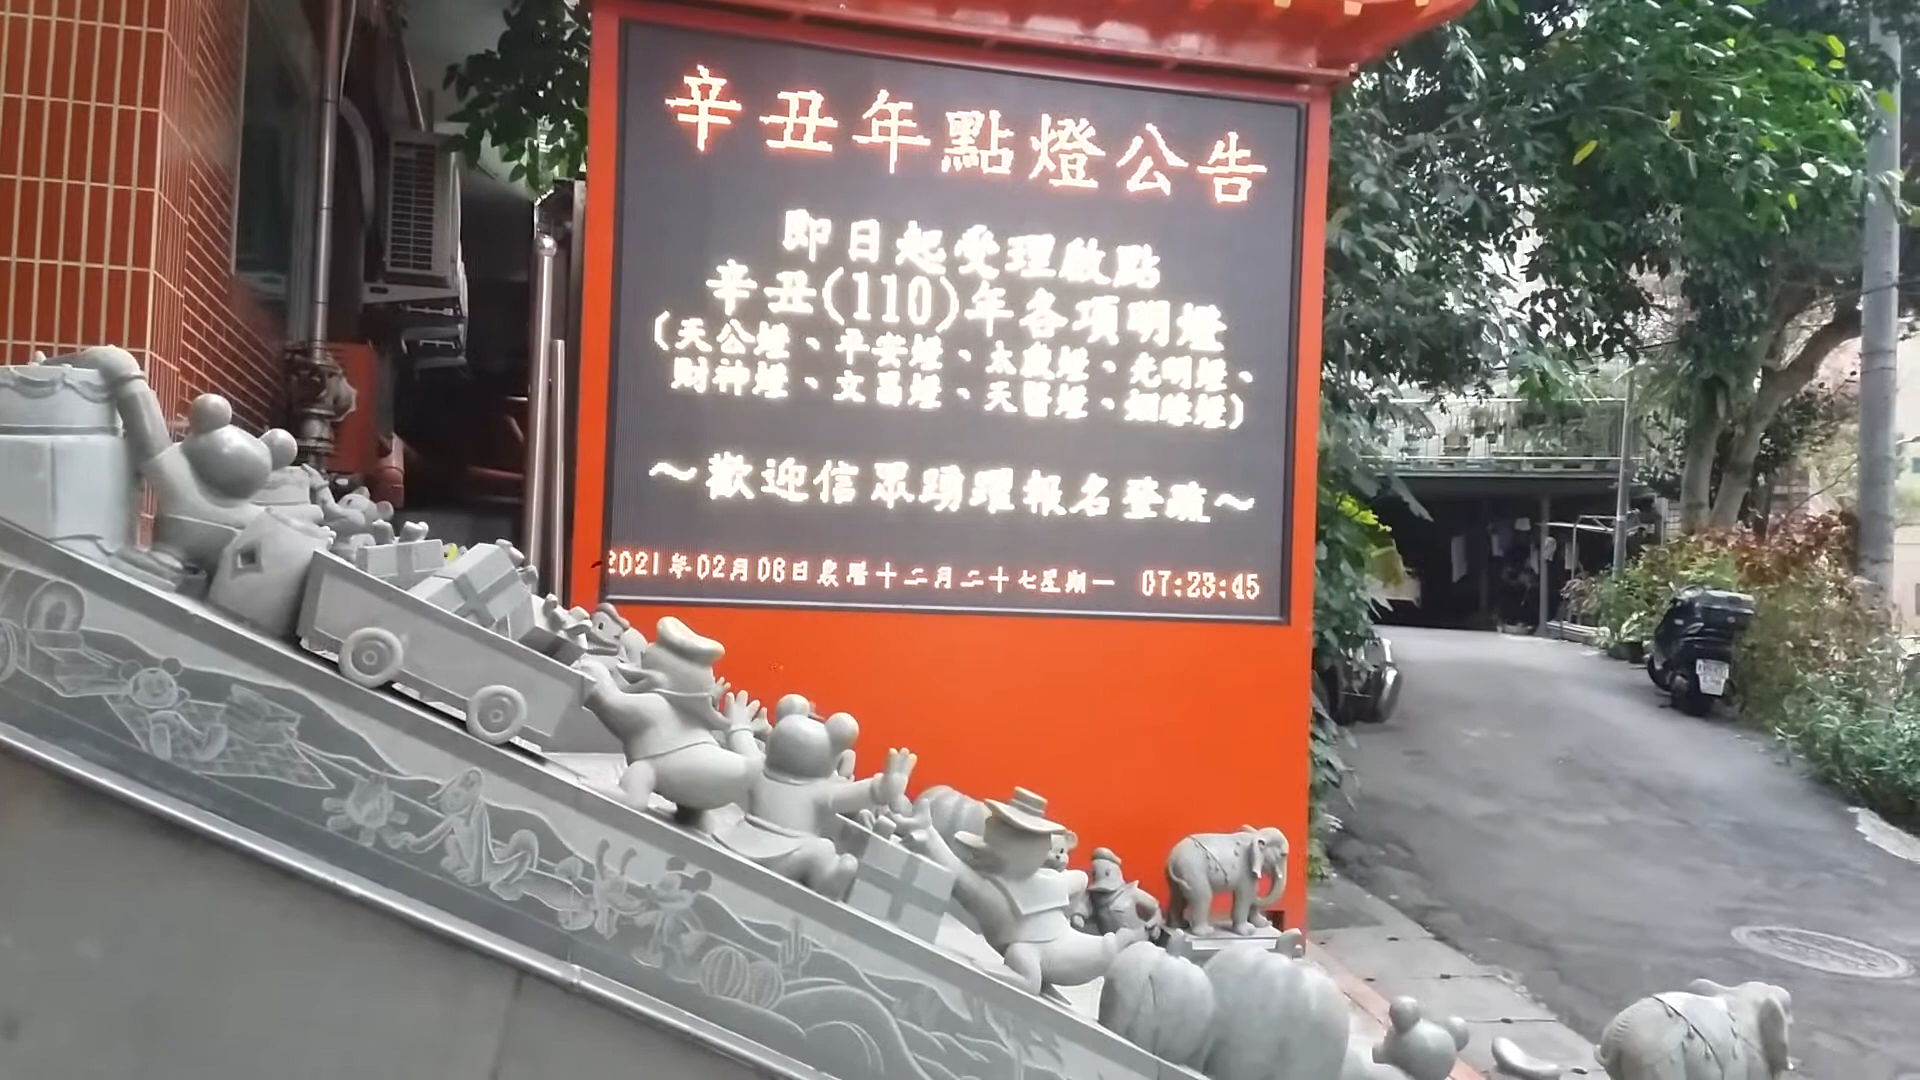 辛丑年點燈公告
即日起受理啟點
辛丑(110)年各項明燈
(天公燈、平安燈、太歲燈、光明燈、
財神燈、文昌燈、天醫燈、姻緣燈)
～歡迎信眾踴躍報名登疏～
2021年02月08日農曆十二月二十七星期一 07:23:45